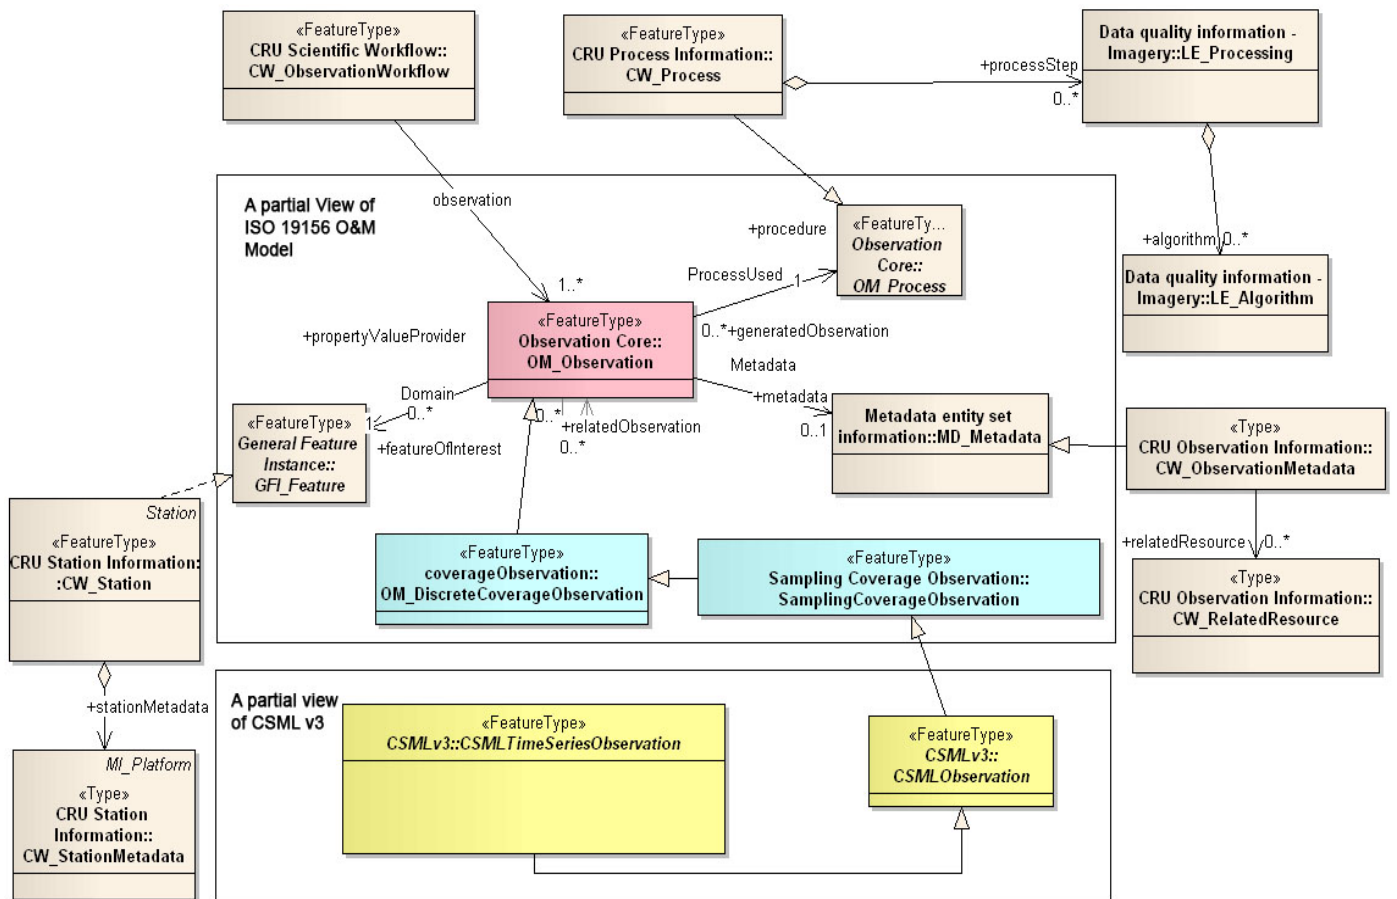 «FeatureType»
CRU Scientific Workflow::
CW_ObservationWorkflow
«FeatureType»
CRU Process Information::
CW_Process
+processStep
0..*
Data quality information -
Imagery::LE_Processing
+algorithm 0..*
Data quality information -
Imagery::LE_Algorithm
A partial View of
ISO 19156 O&M
Model
observation
1..*
+procedure
«FeatureTy...
Observation
Core::
OM_Process
ProcessUsed
1
0..* +generatedObservation
+propertyValueProvider
«FeatureType»
Observation Core::
OM_Observation
Metadata
+metadata
0..1
Domain
0..*
1
+featureOfInterest
0..*
+relatedObservation
0..*
«FeatureType»
General Feature
Instance::
GFI_Feature
Metadata entity set
information::MD_Metadata
«Type»
CRU Observation Information::
CW_ObservationMetadata
+relatedResource 0..*
«Type»
CRU Observation Information::
CW_RelatedResource
Station
«FeatureType»
CRU Station Information:
:CW_Station
+stationMetadata
MI_Platform
«Type»
CRU Station
Information::
CW_StationMetadata
«FeatureType»
coverageObservation::
OM_DiscreteCoverageObservation
«FeatureType»
Sampling Coverage Observation::
SamplingCoverageObservation
A partial view
of CSML v3
«FeatureType»
CSMLv3::CSMLTimeSeriesObservation
«FeatureType»
CSMLv3::
CSMLObservation